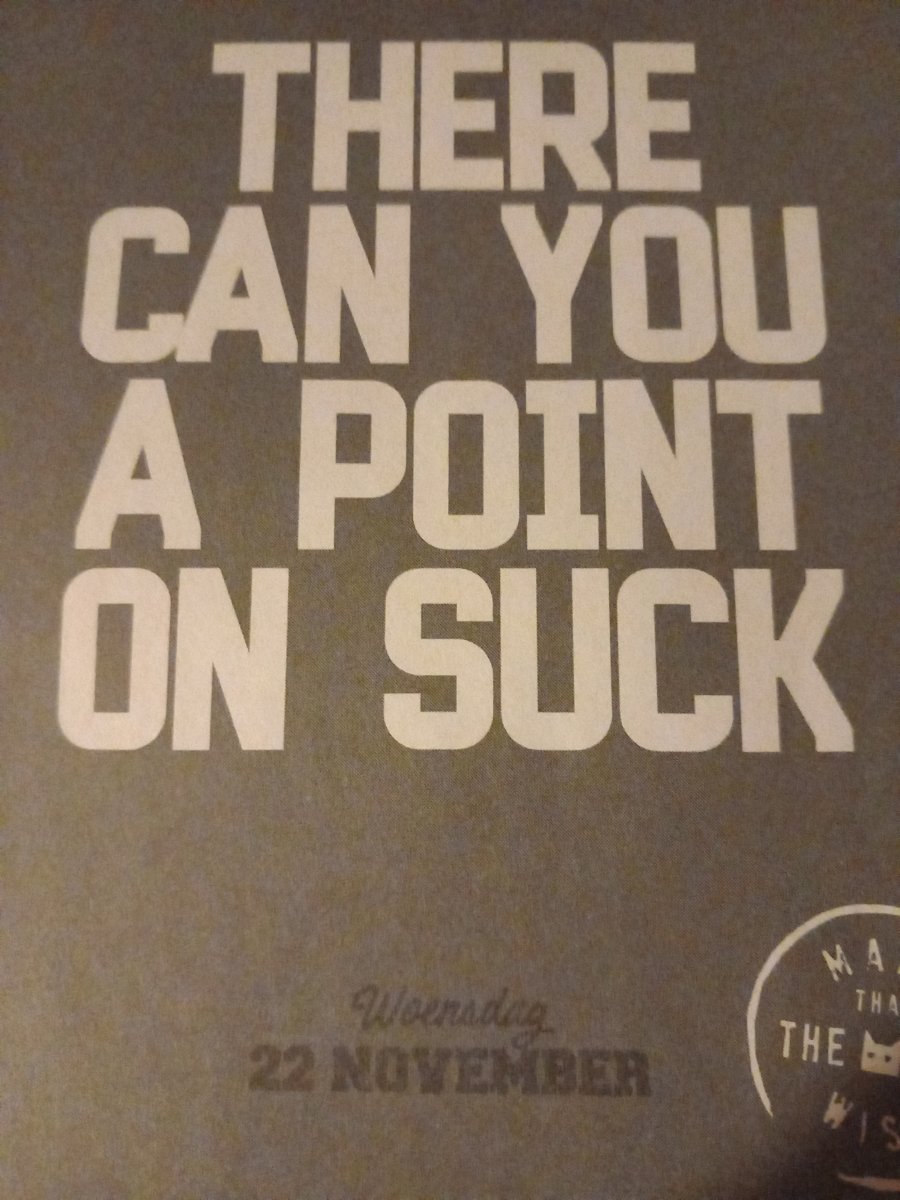 THERE
CAN YOU
A POINT
ON SUCK
Woensdag
22 NOVEMBER
THE